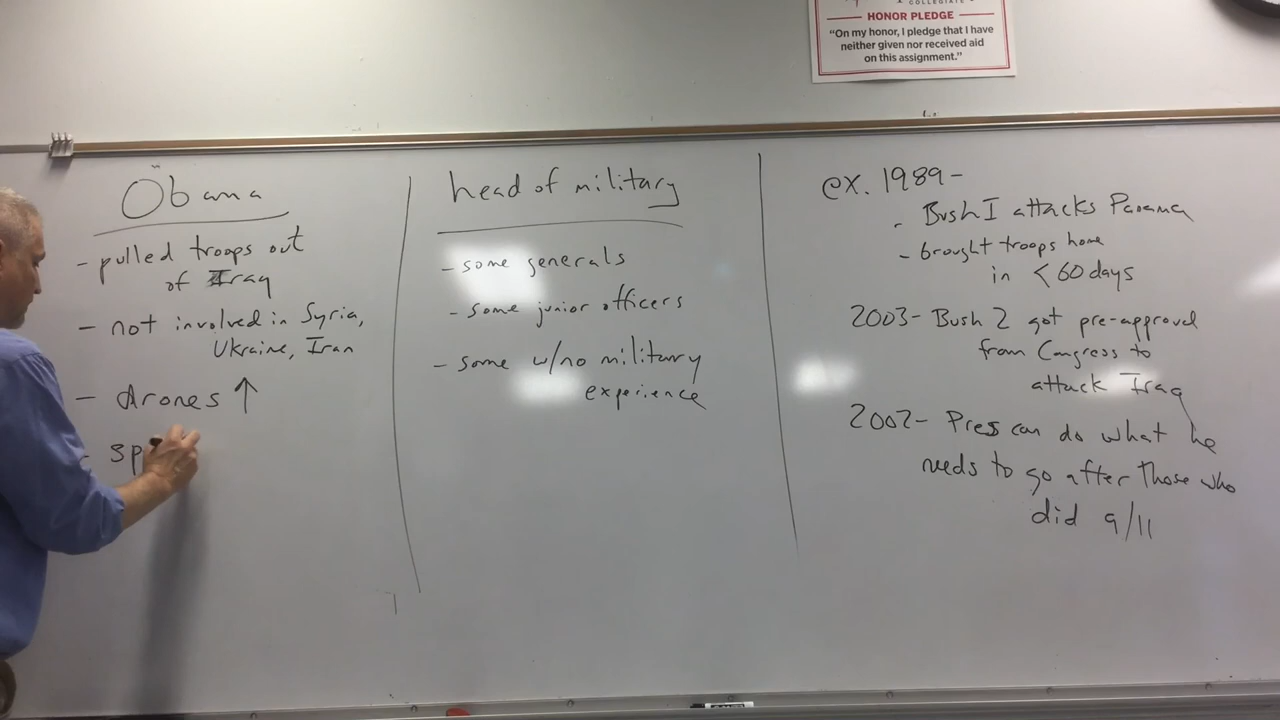 COLLEGIATE
HONOR PLEDGE
"On my honor, I pledge that I have
neither given nor received aid
on this assignment."
Obama
- pulled troops out
of Iraq
- not involved in Syria,
Ukraine, Iran
- drones ↑
- sp
head of military
- some generals
- some junior officers
- some w/no military
experience
ex. 1989-
- Bush I attacks Panama
- brought troops home
in < 60 days
2003- Bush 2 got pre-approval
from Congress to
attack Iraq
2002- Pres can do what he
needs to go after those who
did 9/11